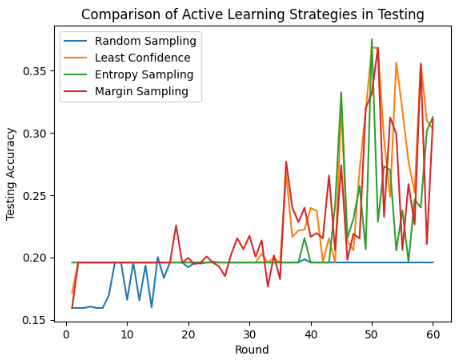 Comparison of Active Learning Strategies in Testing
Random Sampling
Least Confidence
Entropy Sampling
Margin Sampling
Testing Accuracy
0.35
0.30
0.25
0.20
0.15
0 10 20 30 40 50 60
Round